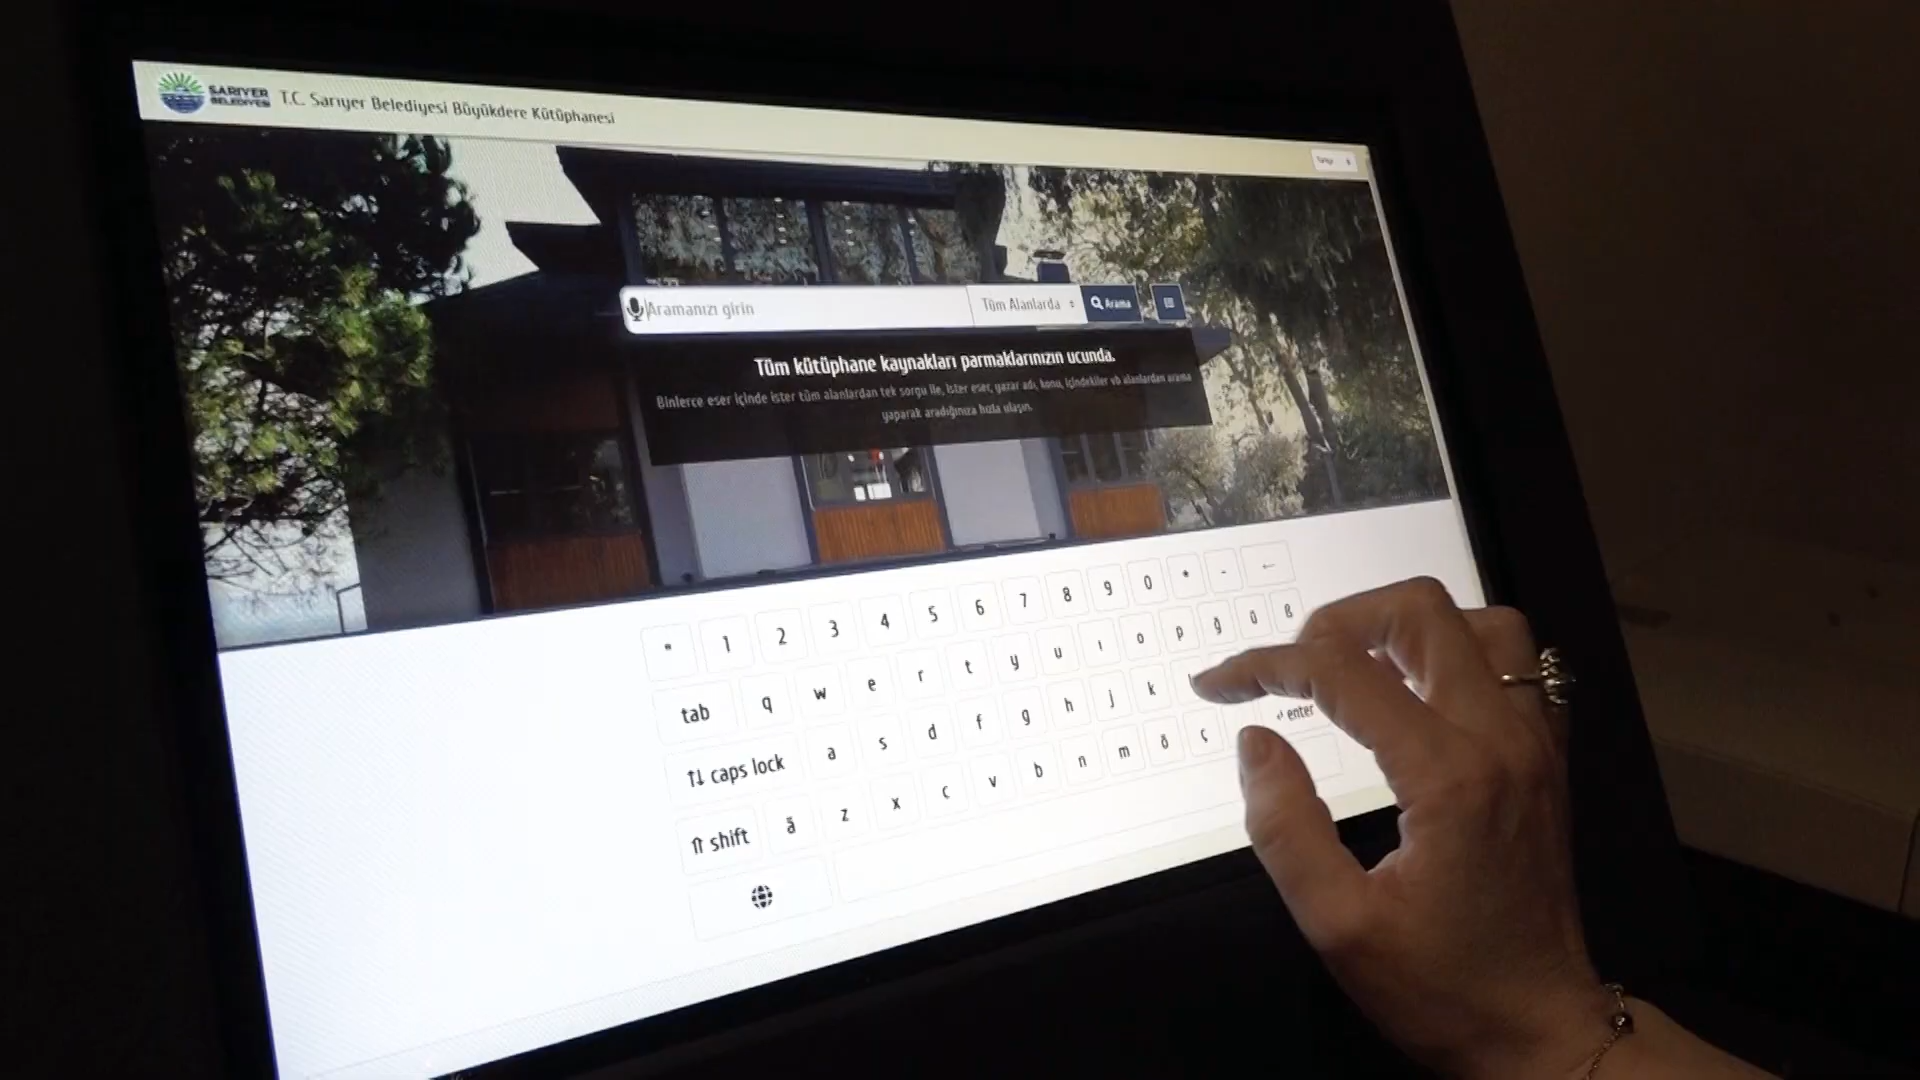 SARIYER
BELEDİYESİ
T.C. Sarıyer Belediyesi Büyükdere Kütüphanesi
Türkçe
Aramanızı girin
Tüm Alanlarda
Arama
Tüm kütüphane kaynakları parmaklarınızın ucunda.
Binlerce eser içinde ister tüm alanlardan tek sorgu ile, ister eser, yazar adı, konu, içindekiler vb alanlardan arama
yaparak aradığınıza hızla ulaşın.
* 1 2 3 4 5 6 7 8 9 0 * - ←
tab q w e r t y u ı o p ğ ü ß
caps lock a s d f g h j k l enter
shift ã z x c v b n m ö ç